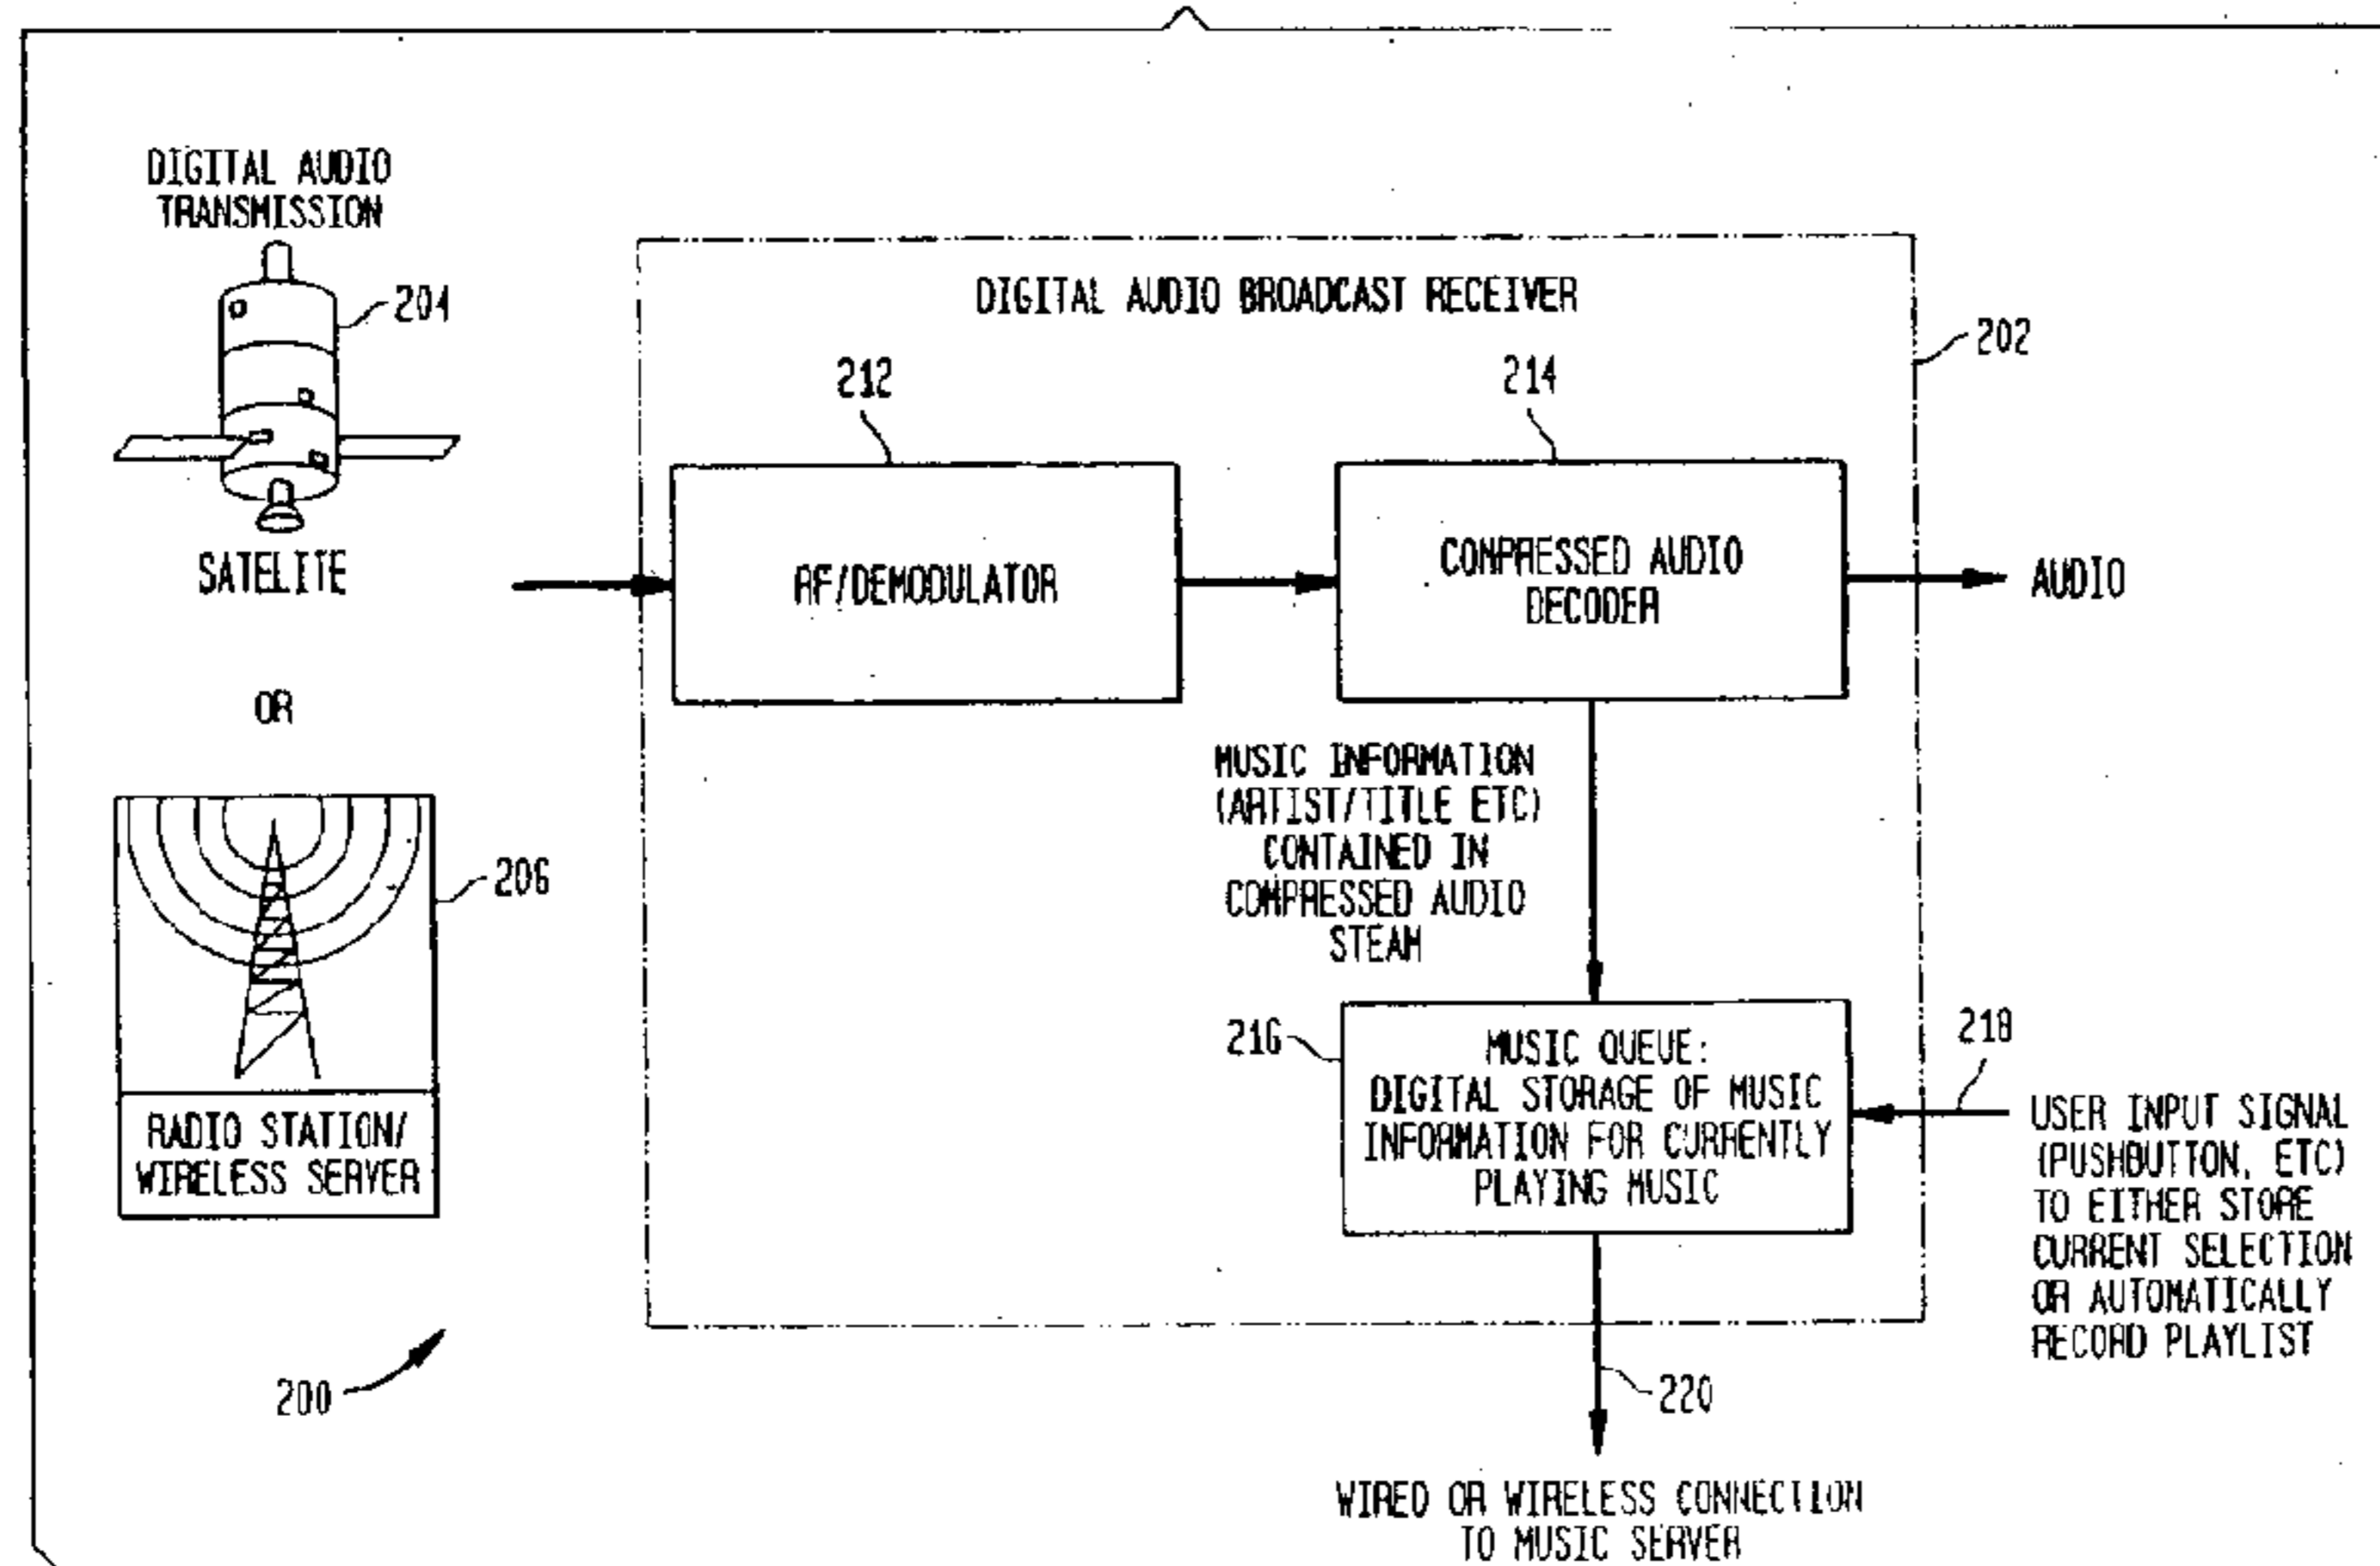 DIGITAL AUDIO
TRANSMISSION
204
SATELITE
OR
206
RADIO STATION/
WIRELESS SERVER
200
DIGITAL AUDIO BROADCAST RECEIVER
202
212
RF/DEMODULATOR
214
COMPRESSED AUDIO
DECODER
AUDIO
MUSIC INFORMATION
(ARTIST/TITLE ETC)
CONTAINED IN
COMPRESSED AUDIO
STEAM
216
MUSIC QUEUE:
DIGITAL STORAGE OF MUSIC
INFORMATION FOR CURRENTLY
PLAYING MUSIC
218
USER INPUT SIGNAL
(PUSHBUTTON, ETC)
TO EITHER STORE
CURRENT SELECTION
OR AUTOMATICALLY
RECORD PLAYLIST
220
WIRED OR WIRELESS CONNECTION
TO MUSIC SERVER